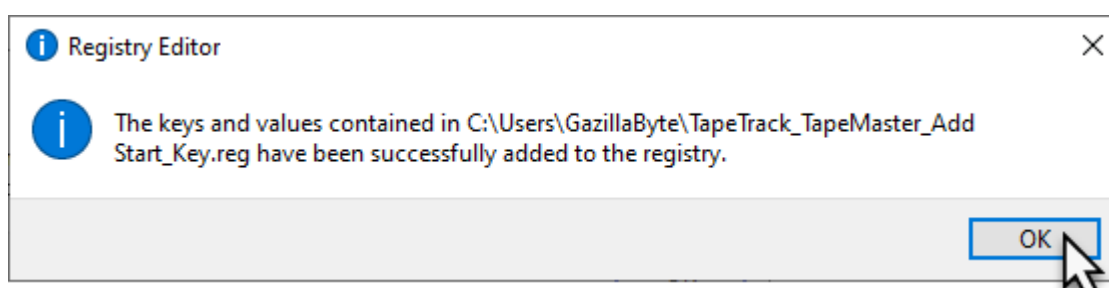 Registry Editor
The keys and values contained in C:\Users\GazillaByte\TapeTrack_TapeMaster_Add
Start_Key.reg have been successfully added to the registry.
OK